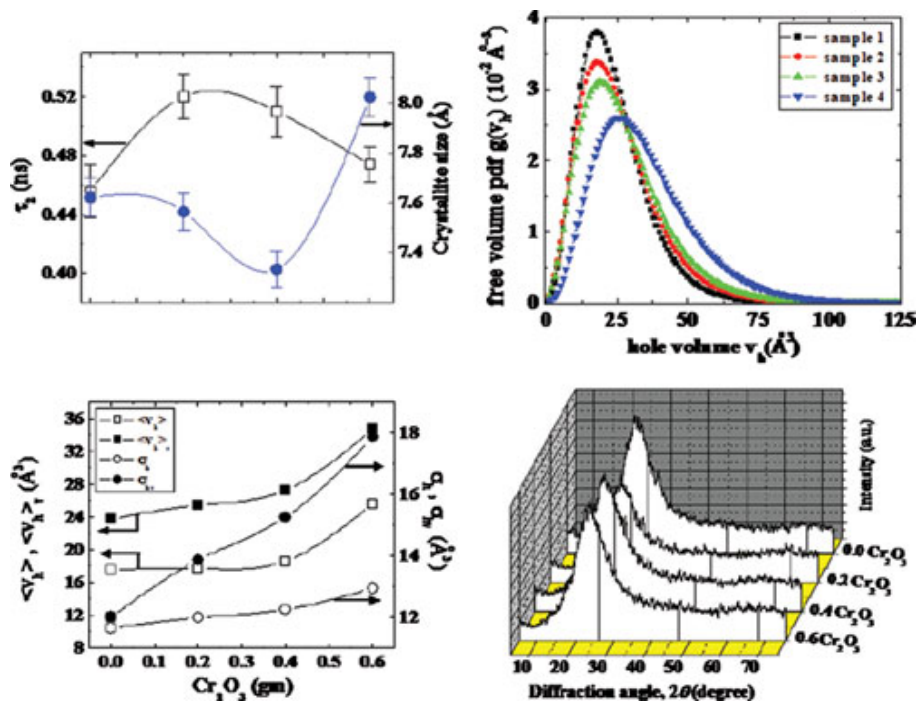 0.52
0.48
0.44
0.40
τ₂ (ns)
8.0
7.8
7.6
7.4
Crystallite size (Å)
4
3
2
1
0
free volume pdf g(vₕ) (10⁻² Å⁻³)
sample 1
sample 2
sample 3
sample 4
0 25 50 75 100 125
hole volume vₕ(Å³)
36
32
28
24
20
16
12
8
<vₕ>, <vₕ>ᵥ (Å³)
<vₕ>
<vₕ>ᵥ
σₕ
σₕᵥ
18
16
14
12
0.0 0.1 0.2 0.3 0.4 0.5 0.6
Cr₂O₃ (gm)
Intensity (a.u.)
0.0 Cr₂O₃
0.2 Cr₂O₃
0.4 Cr₂O₃
0.6 Cr₂O₃
10 20 30 40 50 60 70
Diffraction angle, 2θ(degree)